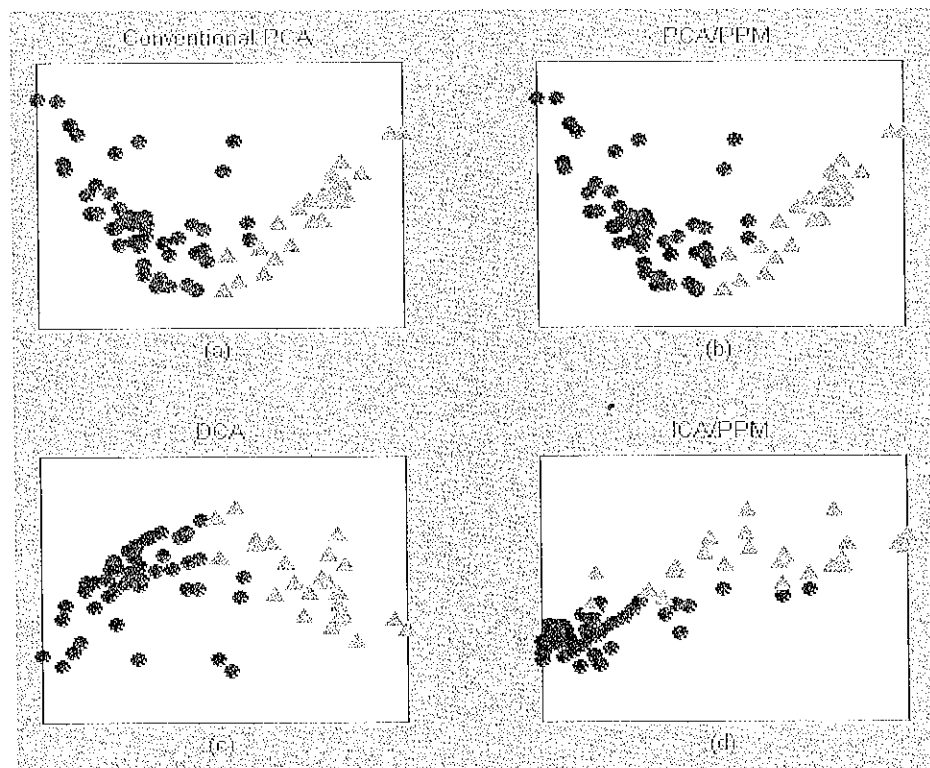 Conventional PCA
PCA/PPM
(a)
(b)
DCA
ICA/PPM
(c)
(d)